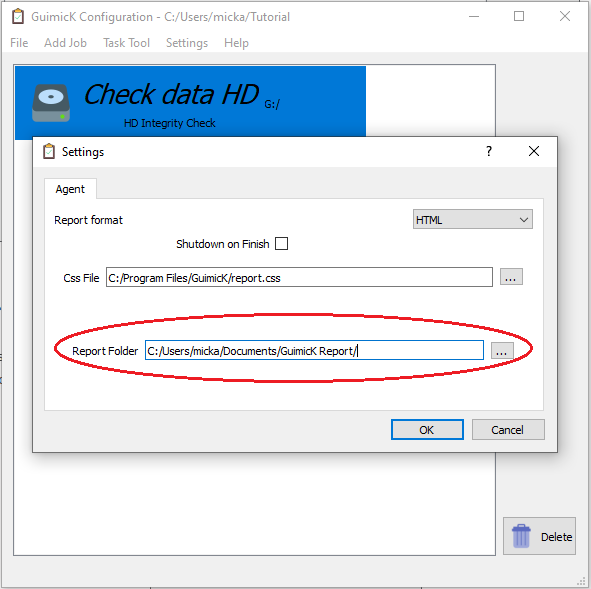 GuimicK Configuration - C:/Users/micka/Tutorial
File Add Job Task Tool Settings Help
Check data HD G:/
HD Integrity Check
Settings ?
Agent
Report format HTML
Shutdown on Finish
Css File C:/Program Files/GuimicK/report.css ...
Report Folder C:/Users/micka/Documents/GuimicK Report/ ...
OK Cancel
Delete